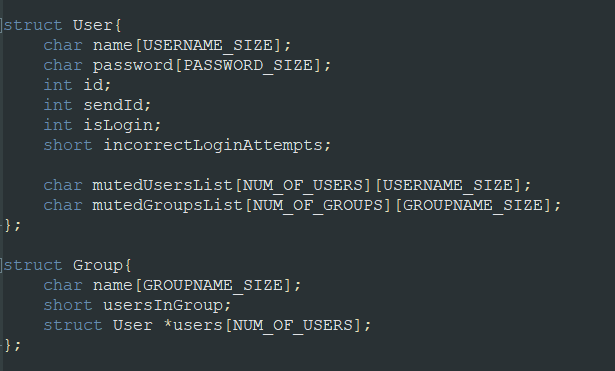 struct User{
    char name[USERNAME_SIZE];
    char password[PASSWORD_SIZE];
    int id;
    int sendId;
    int isLogin;
    short incorrectLoginAttempts;

    char mutedUsersList[NUM_OF_USERS][USERNAME_SIZE];
    char mutedGroupsList[NUM_OF_GROUPS][GROUPNAME_SIZE];
};

struct Group{
    char name[GROUPNAME_SIZE];
    short usersInGroup;
    struct User *users[NUM_OF_USERS];
};